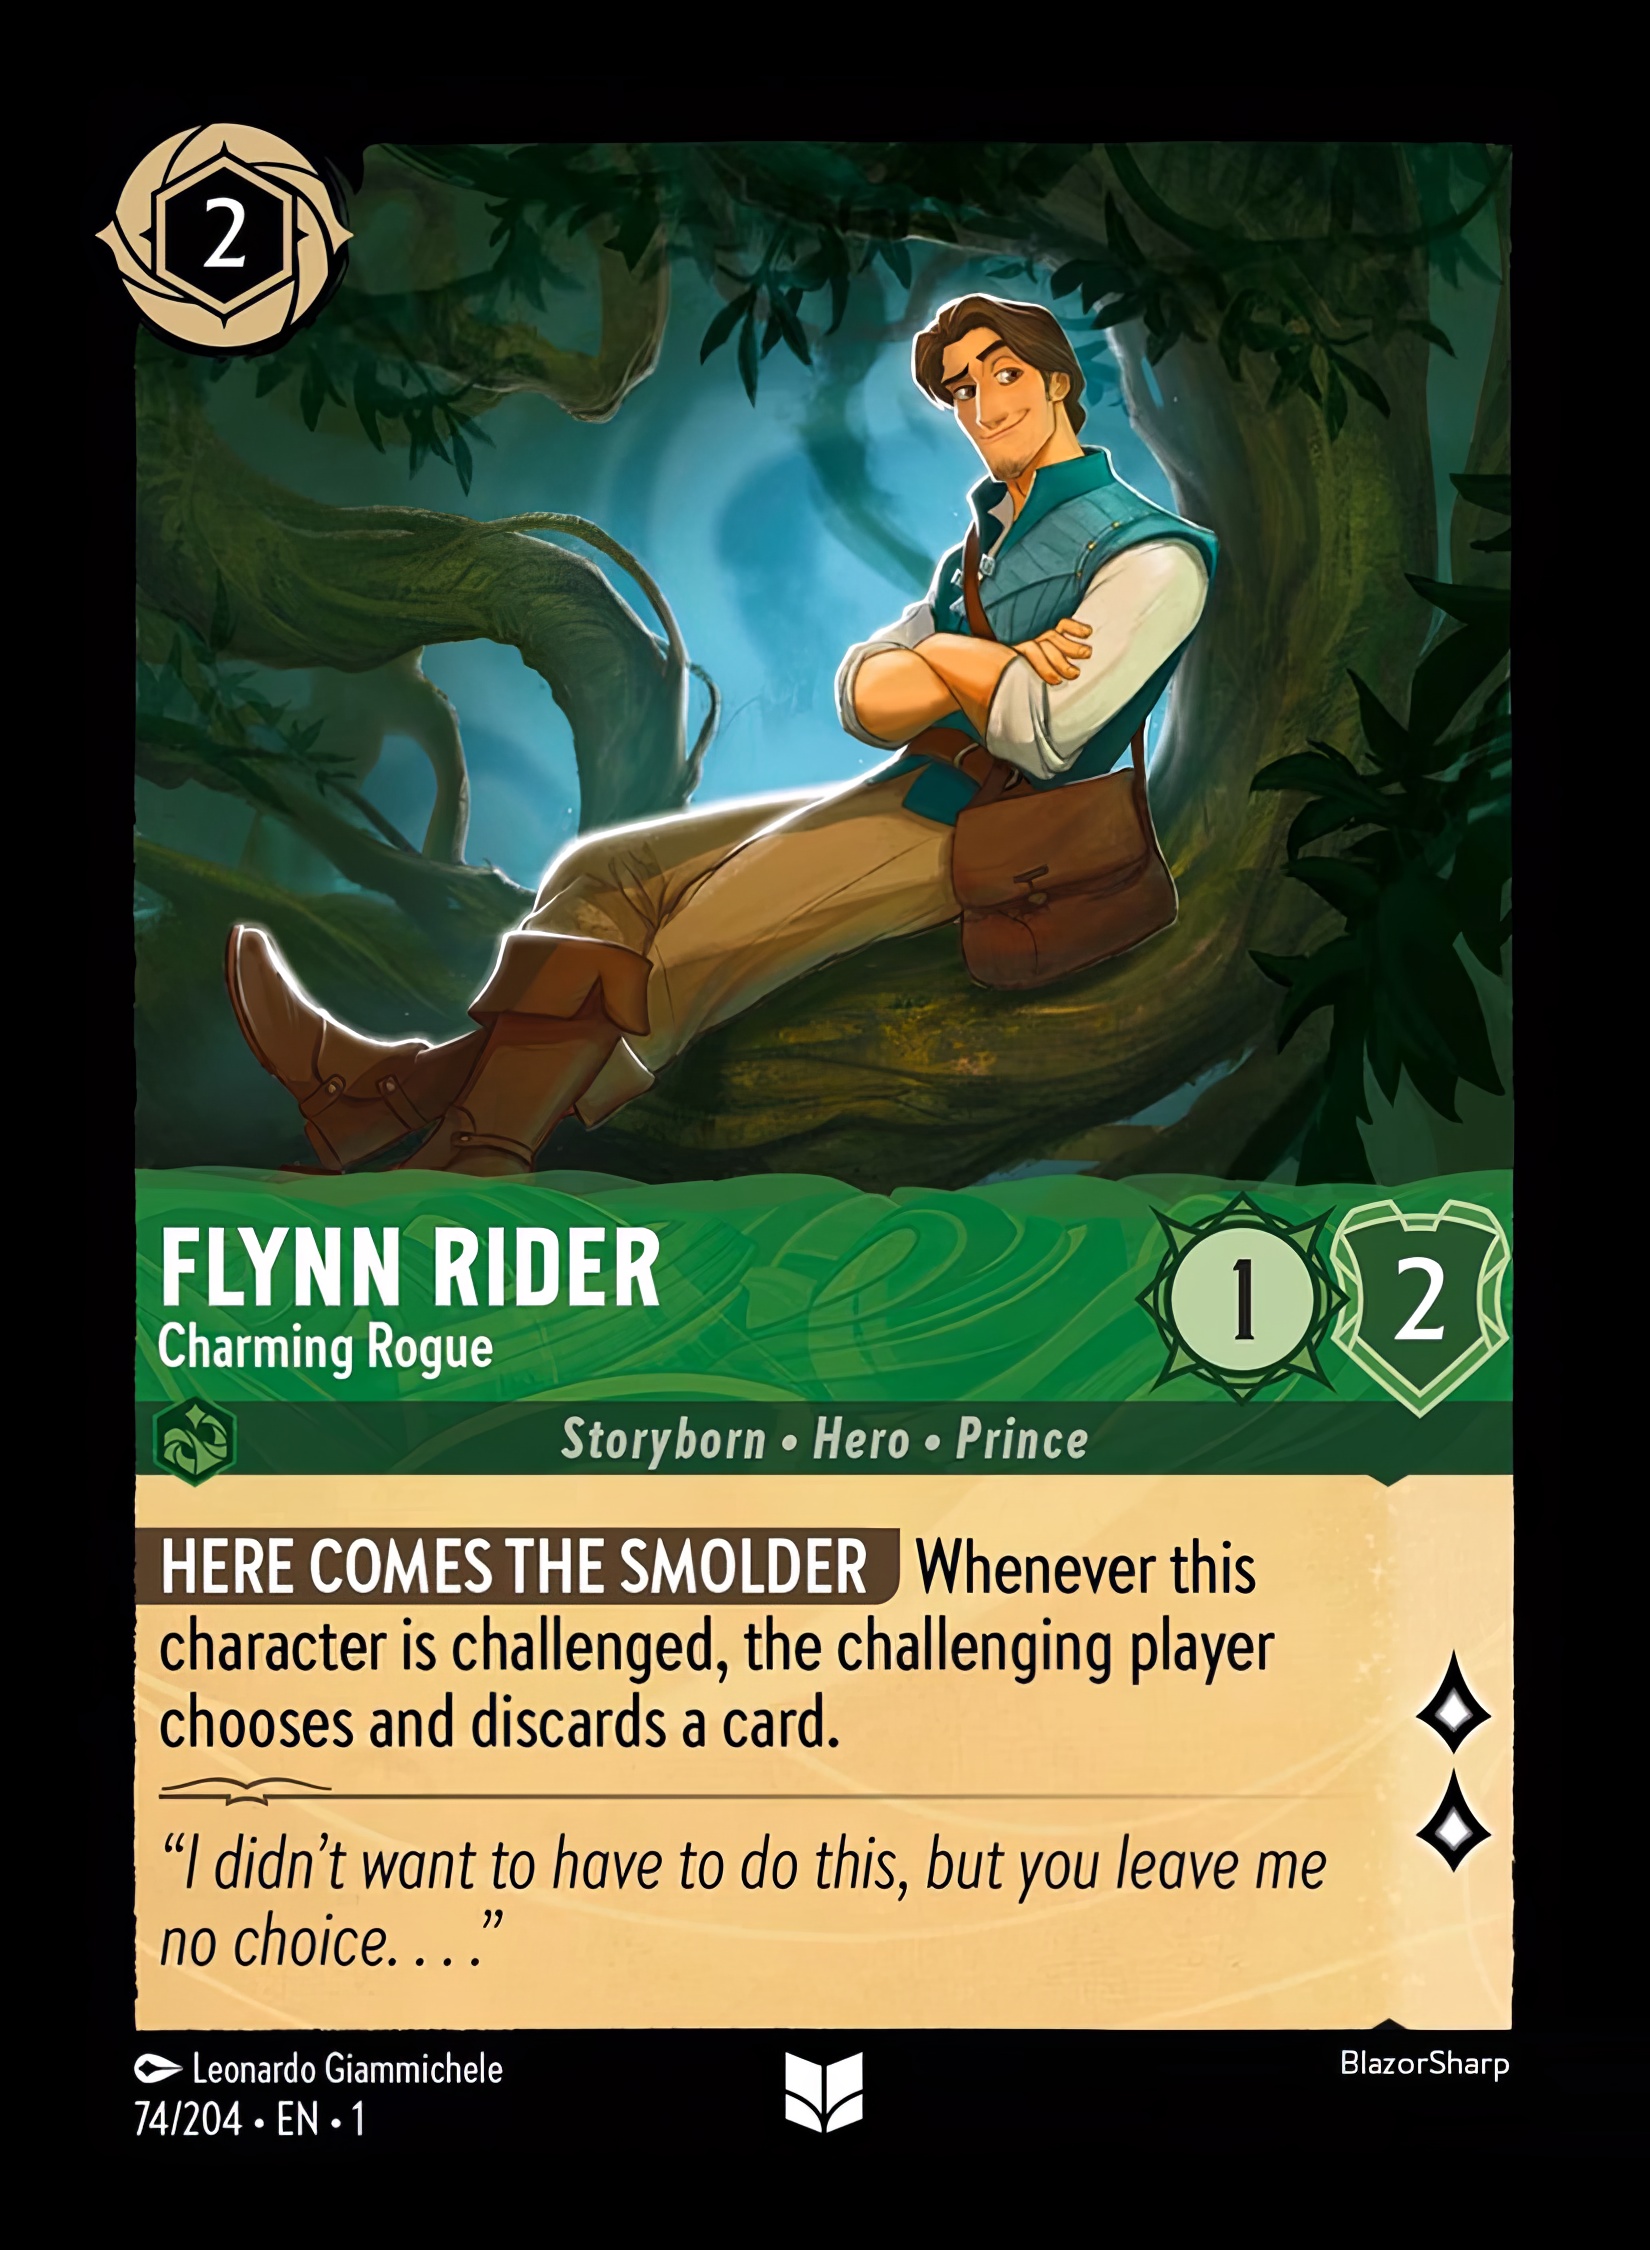 2
FLYNN RIDER
Charming Rogue
1
2
Storyborn • Hero • Prince
HERE COMES THE SMOLDER Whenever this
character is challenged, the challenging player
chooses and discards a card.
“I didn’t want to have to do this, but you leave me
no choice. . . .”
Leonardo Giammichele
BlazorSharp
74/204 • EN • 1